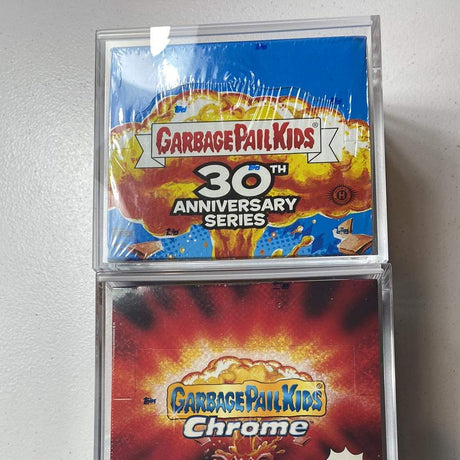 GARBAGE PAIL KIDS®
30TH
ANNIVERSARY
SERIES
H
GARBAGE PAIL KIDS
Chrome